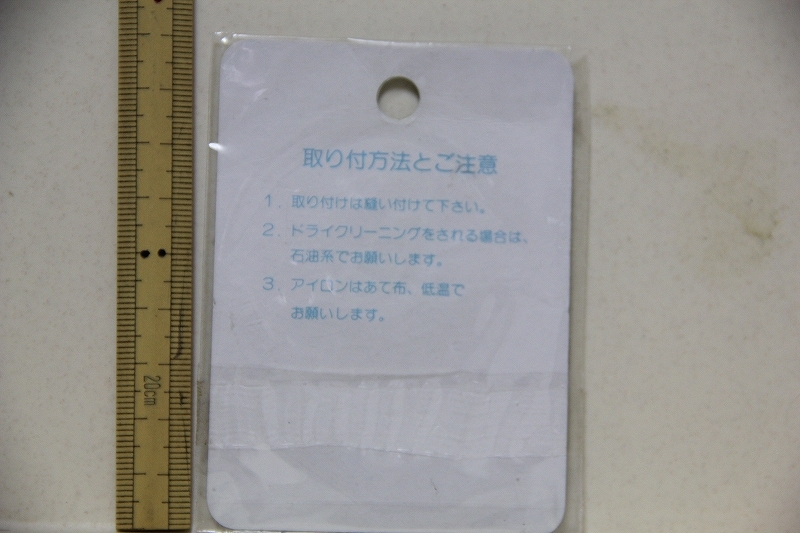 取り付方法とご注意
1. 取り付けは縫い付けて下さい。
2. ドライクリーニングをされる場合は、
石油系でお願いします。
3. アイロンはあて布、低温で
お願いします。
20cm